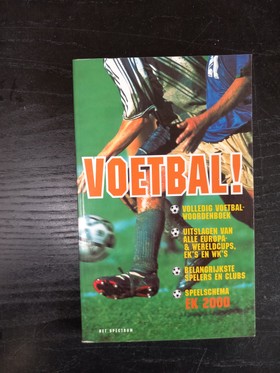 VOETBAL!
VOLLEDIG VOETBAL-
WOORDENBOEK
UITSLAGEN VAN
ALLE EUROPA-
& WERELDCUPS,
EK'S EN WK'S
BELANGRIJKSTE
SPELERS EN CLUBS
SPEELSCHEMA
EK 2000
HET SPECTRUM